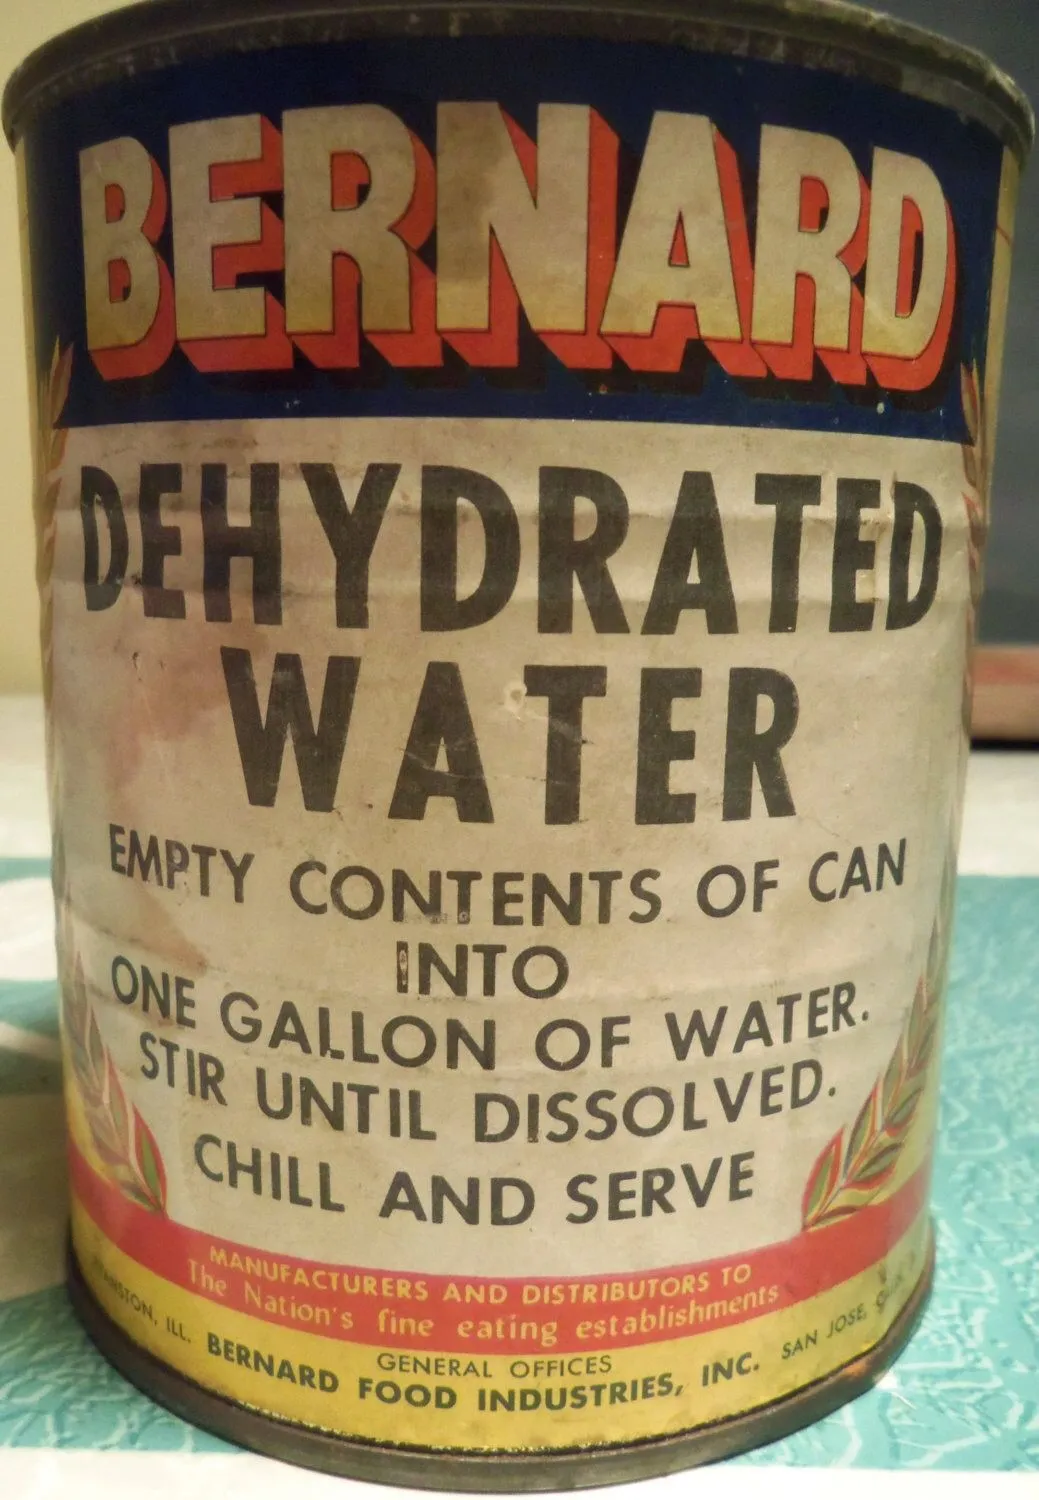 BERNARD
DEHYDRATED
WATER
EMPTY CONTENTS OF CAN
INTO
ONE GALLON OF WATER.
STIR UNTIL DISSOLVED.
CHILL AND SERVE
MANUFACTURERS AND DISTRIBUTORS TO
The Nation's fine eating establishments
GENERAL OFFICES
ILL. BERNARD FOOD INDUSTRIES, INC. SAN JOSE,